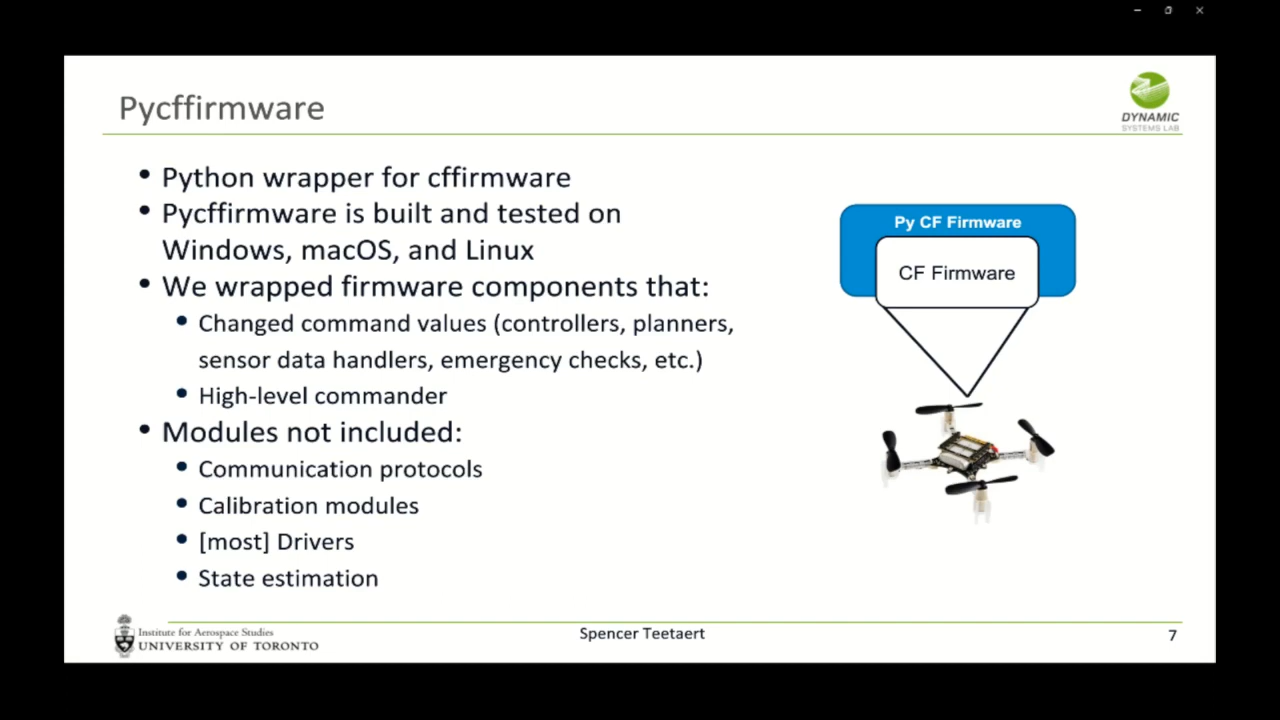 Pycffirmware
DYNAMIC
SYSTEMS LAB
• Python wrapper for cffirmware
• Pycffirmware is built and tested on
Windows, macOS, and Linux
• We wrapped firmware components that:
• Changed command values (controllers, planners,
sensor data handlers, emergency checks, etc.)
• High-level commander
• Modules not included:
• Communication protocols
• Calibration modules
• [most] Drivers
• State estimation
Py CF Firmware
CF Firmware
Institute for Aerospace Studies
UNIVERSITY OF TORONTO
Spencer Teetaert
7